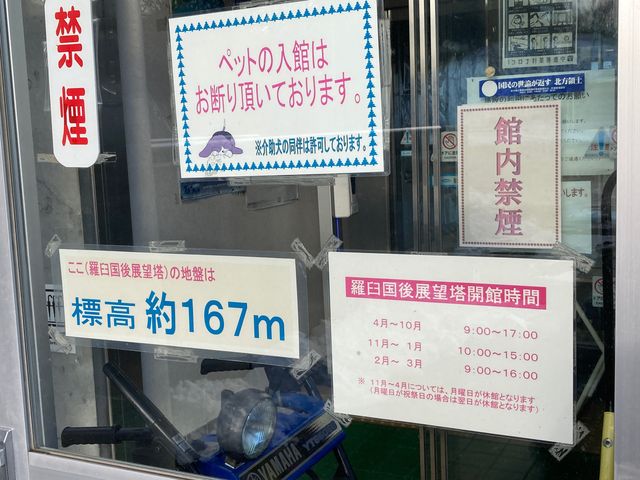 禁煙
ペットの入館は
お断り頂いております。
※介助犬の同伴は許可しております。
国民の世論が返す 北方領土
館内禁煙
ここ(羅臼国後展望塔)の地盤は
標高 約167m
羅臼国後展望塔開館時間
4月〜10月 9:00〜17:00
11月〜 1月 10:00〜15:00
2月〜 3月 9:00〜16:00
※ 11月〜4月については、月曜日が休館となります
(月曜日が祝祭日の場合は翌日が休館となります)
YAMAHA